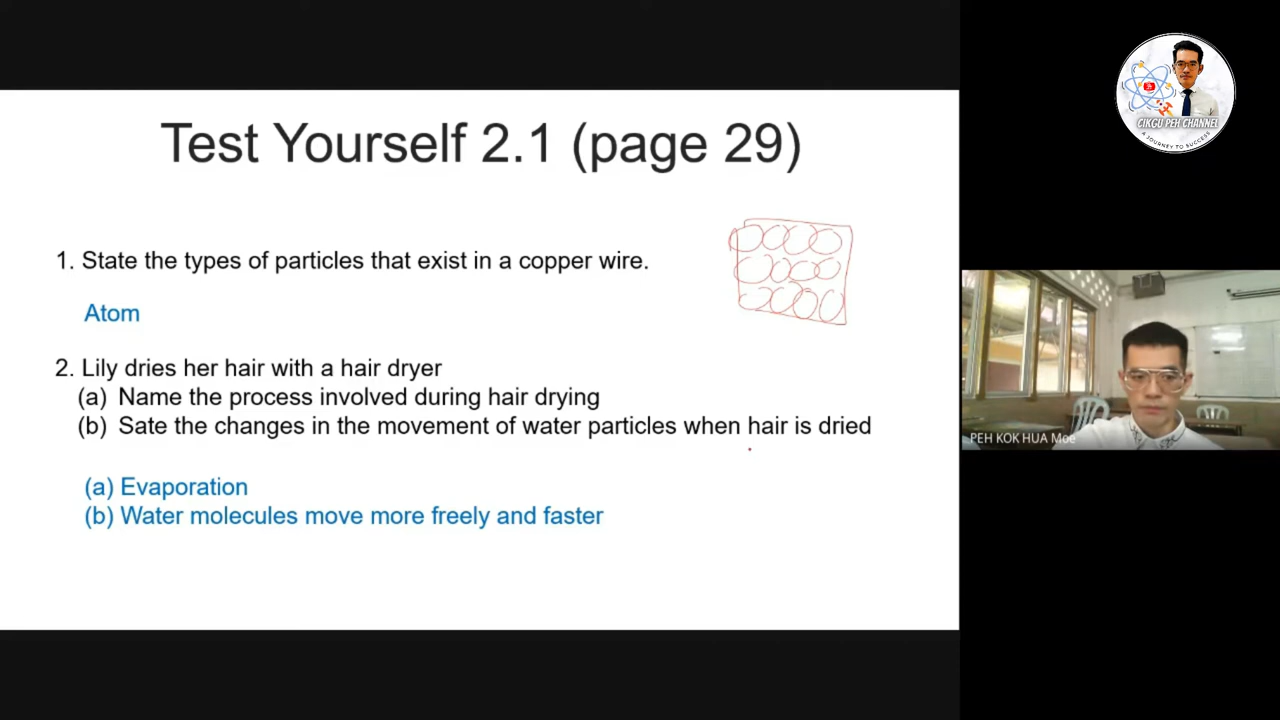 Test Yourself 2.1 (page 29)
1. State the types of particles that exist in a copper wire.
Atom
2. Lily dries her hair with a hair dryer
(a) Name the process involved during hair drying
(b) Sate the changes in the movement of water particles when hair is dried
(a) Evaporation
(b) Water molecules move more freely and faster
CIKGU PEH CHANNEL
A JOURNEY TO SUCCESS
PEH KOK HUA Moe